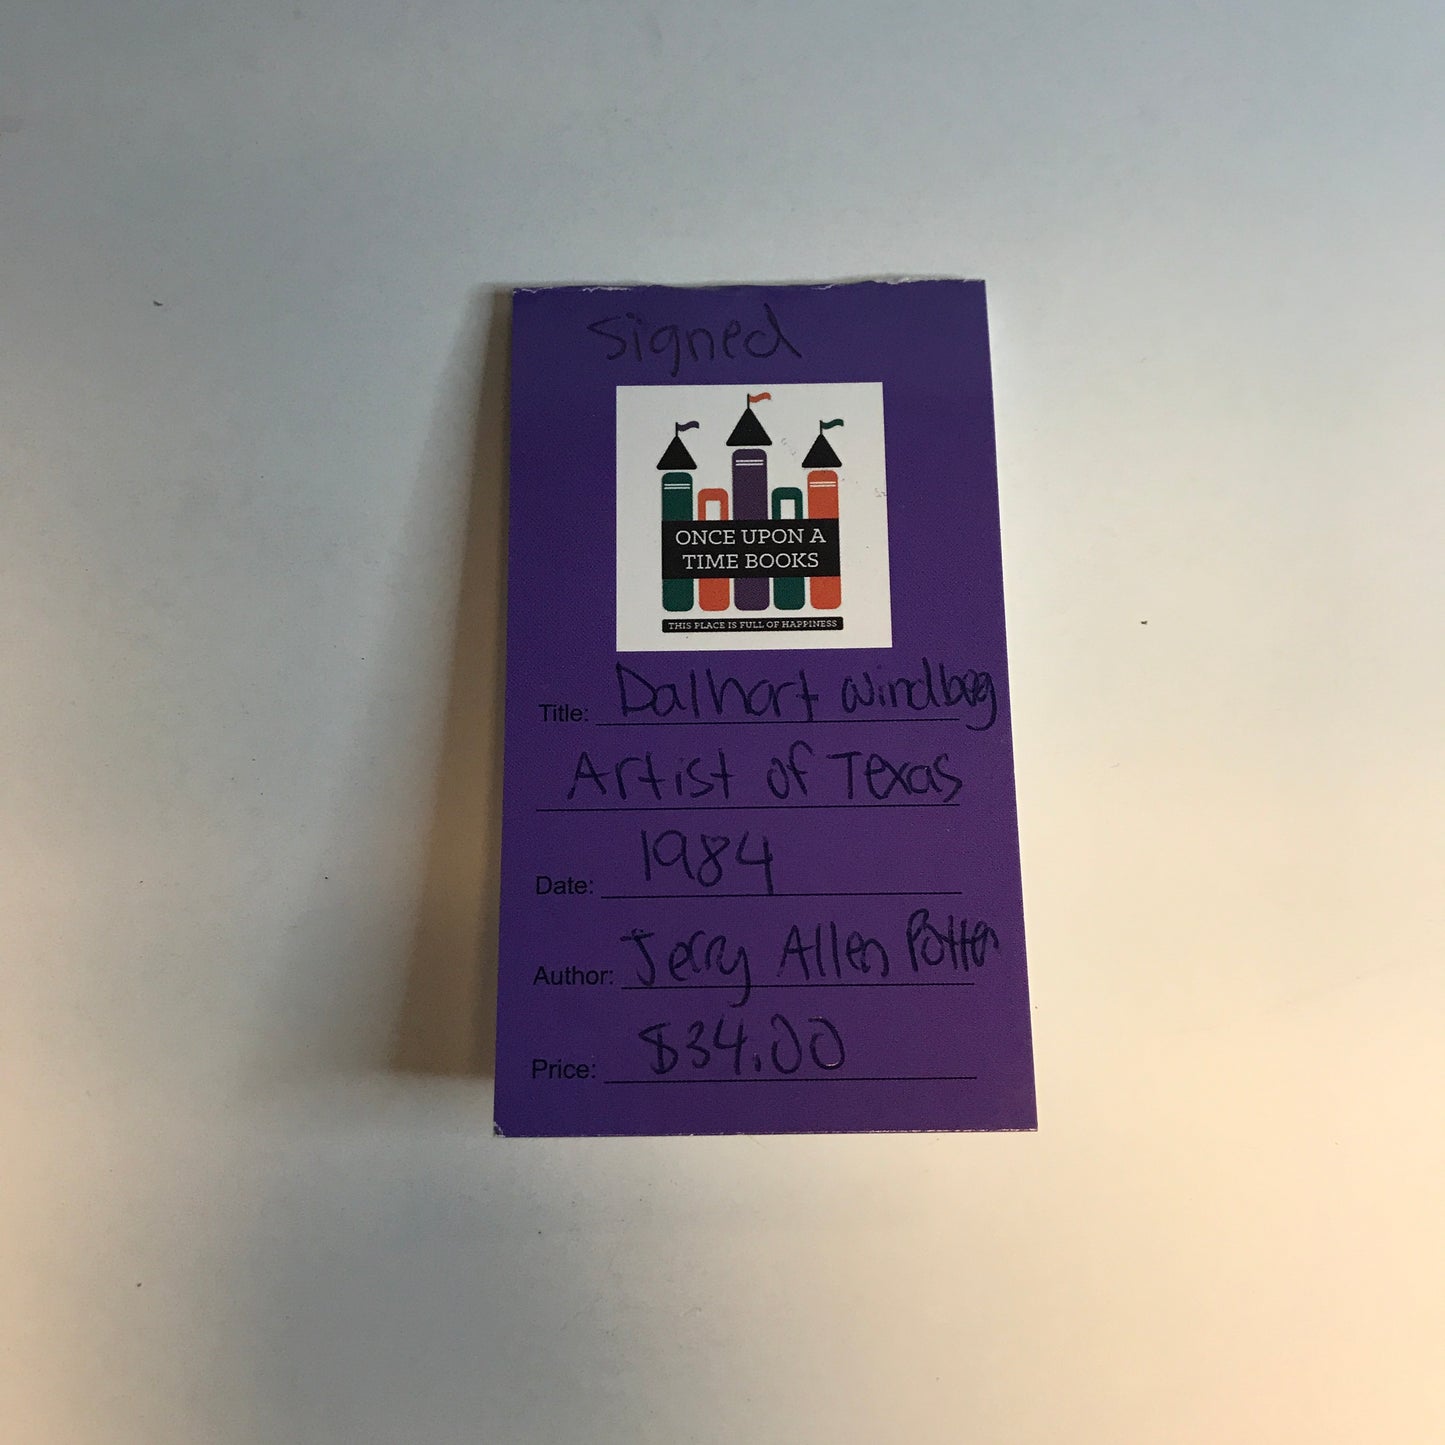 Signed
ONCE UPON A
TIME BOOKS
THIS PLACE IS FULL OF HAPPINESS
Title: Dalhart Windbeg
Artist of Texas
Date: 1984
Author: Jerry Allen Potter
Price: $34.00